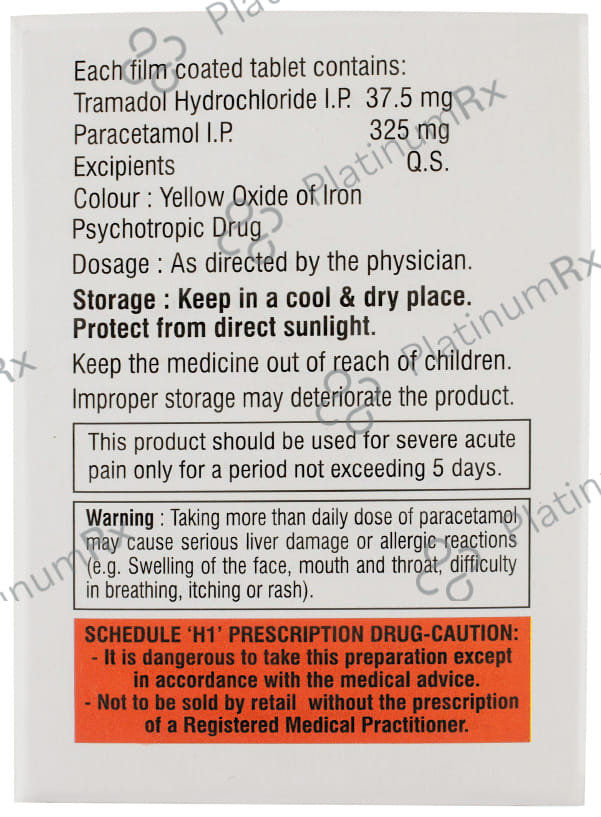 Each film coated tablet contains:
Tramadol Hydrochloride I.P. 37.5 mg
Paracetamol I.P. 325 mg
Excipients Q.S.
Colour : Yellow Oxide of Iron
Psychotropic Drug
Dosage : As directed by the physician.
Storage : Keep in a cool & dry place.
Protect from direct sunlight.
Keep the medicine out of reach of children.
Improper storage may deteriorate the product.
This product should be used for severe acute
pain only for a period not exceeding 5 days.
Warning : Taking more than daily dose of paracetamol
may cause serious liver damage or allergic reactions
(e.g. Swelling of the face, mouth and throat, difficulty
in breathing, itching or rash).
SCHEDULE 'H1' PRESCRIPTION DRUG-CAUTION:
- It is dangerous to take this preparation except
in accordance with the medical advice.
- Not to be sold by retail without the prescription
of a Registered Medical Practitioner.
Pla
PlatinumRx
PlatinumRx
Rx
Platin
inumRx